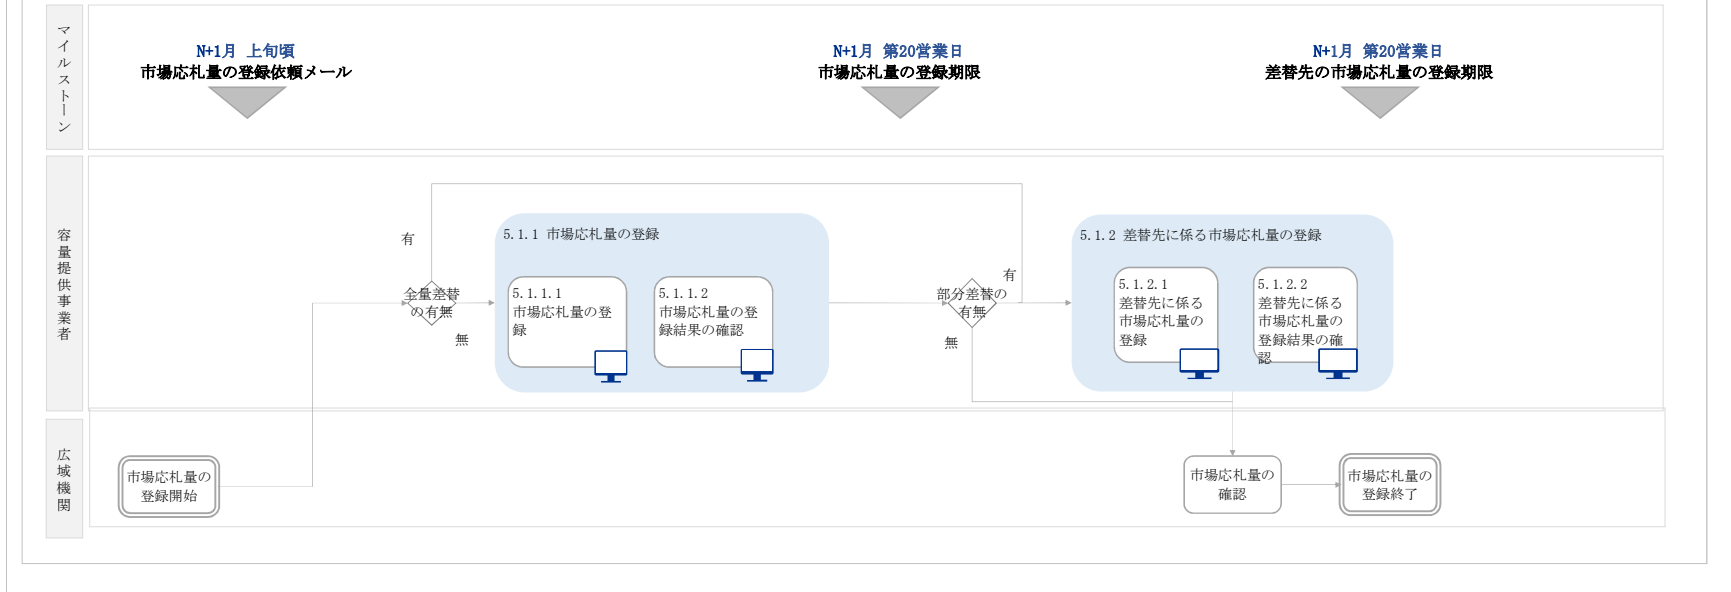 マイルストーン
N+1月 上旬頃
市場応札量の登録依頼メール
N+1月 第20営業日
市場応札量の登録期限
N+1月 第20営業日
差替先の市場応札量の登録期限
容量提供事業者
有
全量差替
の有無
無
5.1.1 市場応札量の登録
5.1.1.1
市場応札量の登
録
5.1.1.2
市場応札量の登
録結果の確認
部分差替の
有無
有
無
5.1.2 差替先に係る市場応札量の登録
5.1.2.1
差替先に係る
市場応札量の
登録
5.1.2.2
差替先に係る
市場応札量の
登録結果の確
認
広域機関
市場応札量の
登録開始
市場応札量の
確認
市場応札量の
登録終了